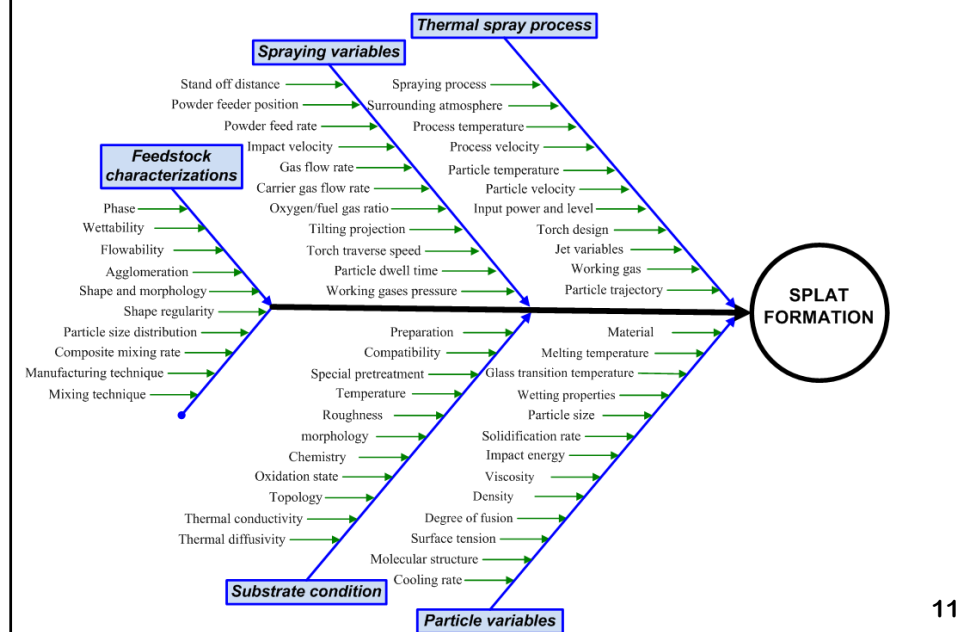 Thermal spray process
Spraying variables
Stand off distance
Powder feeder position
Powder feed rate
Impact velocity
Gas flow rate
Carrier gas flow rate
Oxygen/fuel gas ratio
Tilting projection
Torch traverse speed
Particle dwell time
Working gases pressure
Spraying process
Surrounding atmosphere
Process temperature
Process velocity
Particle temperature
Particle velocity
Input power and level
Torch design
Jet variables
Working gas
Particle trajectory
Feedstock
characterizations
Phase
Wettability
Flowability
Agglomeration
Shape and morphology
Shape regularity
Particle size distribution
Composite mixing rate
Manufacturing technique
Mixing technique
SPLAT
FORMATION
Preparation
Compatibility
Special pretreatment
Temperature
Roughness
morphology
Chemistry
Oxidation state
Topology
Thermal conductivity
Thermal diffusivity
Substrate condition
Material
Melting temperature
Glass transition temperature
Wetting properties
Particle size
Solidification rate
Impact energy
Viscosity
Density
Degree of fusion
Surface tension
Molecular structure
Cooling rate
Particle variables
11